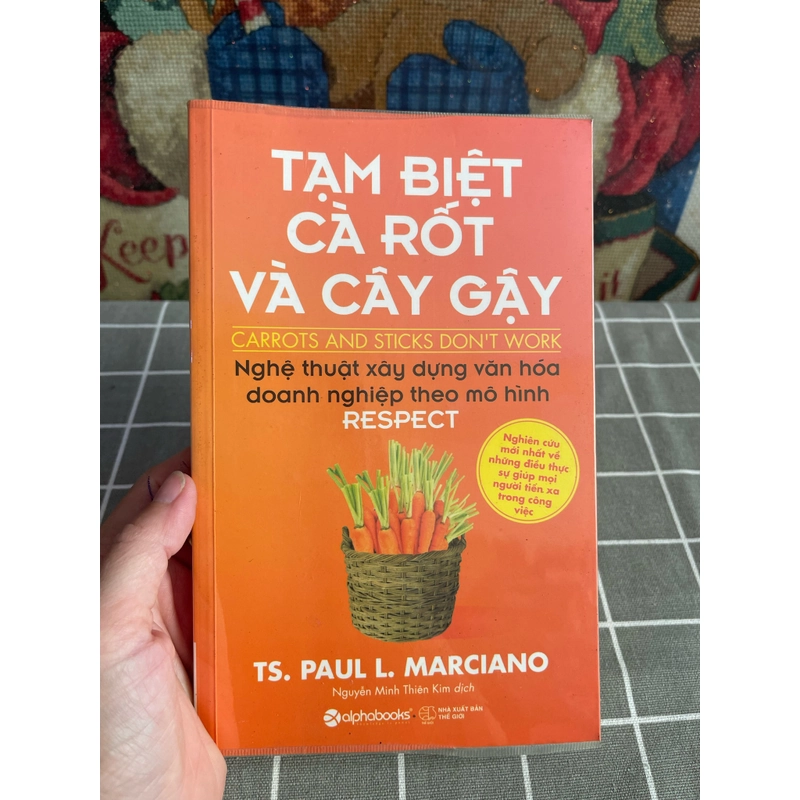 Keep
it
TẠM BIỆT
CÀ RỐT
VÀ CÂY GẬY
CARROTS AND STICKS DON'T WORK
Nghệ thuật xây dựng văn hóa
doanh nghiệp theo mô hình
RESPECT
Nghiên cứu
mới nhất về
những điều thực
sự giúp mọi
người tiến xa
trong công
việc
TS. PAUL L. MARCIANO
Nguyễn Minh Thiên Kim dịch
alphabooks
NHÀ XUẤT BẢN
THẾ GIỚI